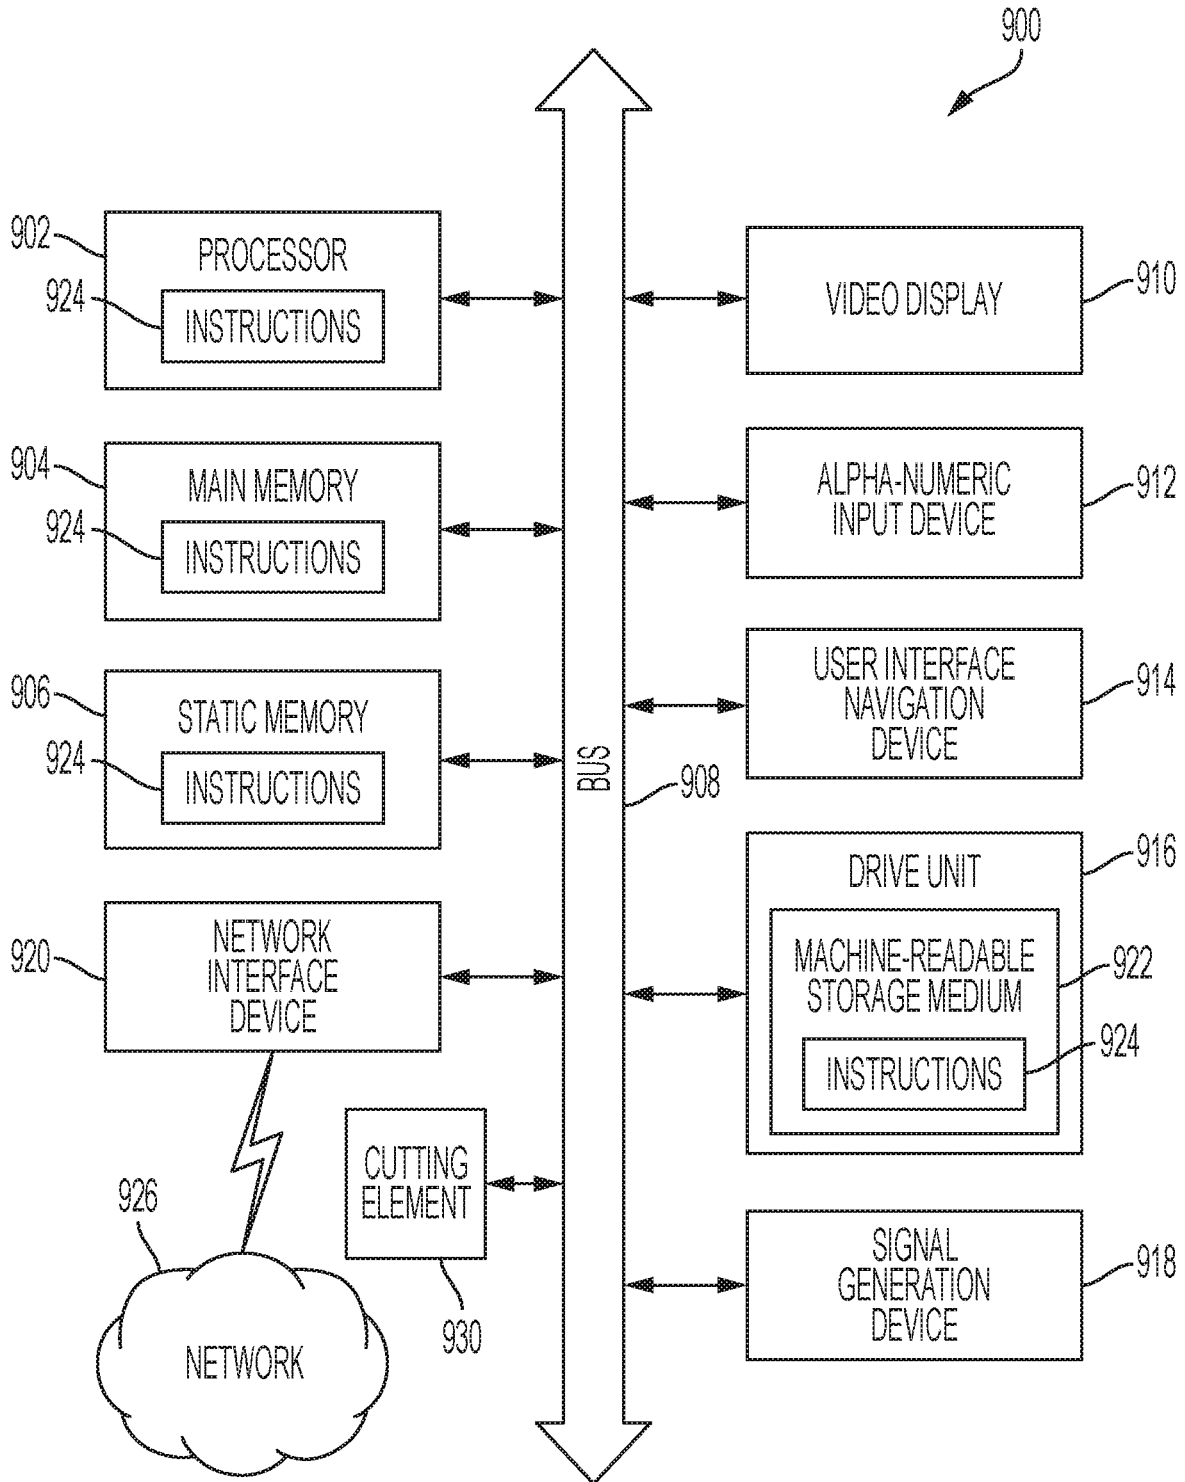 900
902
PROCESSOR
924
INSTRUCTIONS
904
MAIN MEMORY
924
INSTRUCTIONS
906
STATIC MEMORY
924
INSTRUCTIONS
920
NETWORK
INTERFACE
DEVICE
926
NETWORK
CUTTING
ELEMENT
930
BUS
908
VIDEO DISPLAY
910
ALPHA-NUMERIC
INPUT DEVICE
912
USER INTERFACE
NAVIGATION
DEVICE
914
DRIVE UNIT
916
MACHINE-READABLE
STORAGE MEDIUM
922
INSTRUCTIONS
924
SIGNAL
GENERATION
DEVICE
918